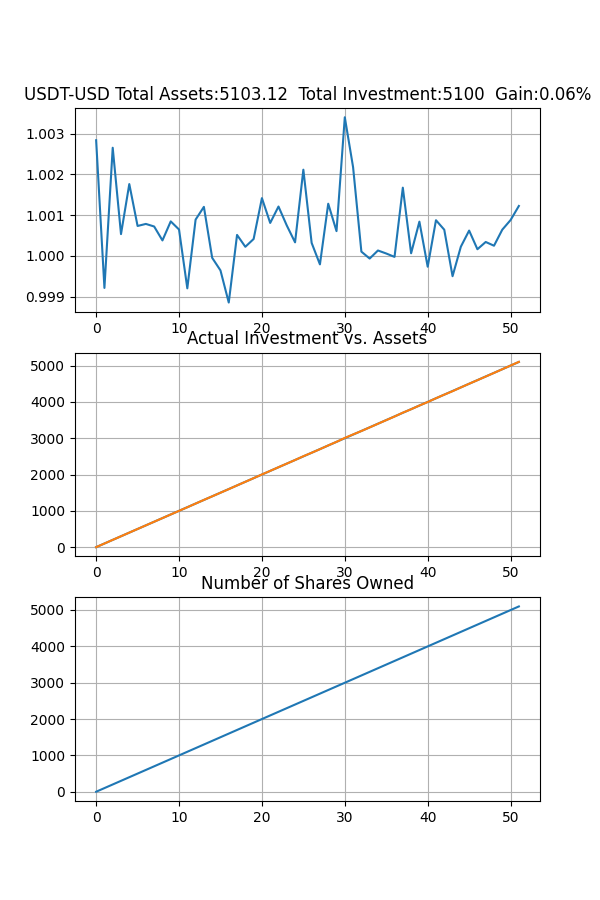 USDT-USD Total Assets:5103.12  Total Investment:5100  Gain:0.06%
1.003
1.002
1.001
1.000
0.999
0 10 20 30 40 50
Actual Investment vs. Assets
5000
4000
3000
2000
1000
0
0 10 20 30 40 50
Number of Shares Owned
5000
4000
3000
2000
1000
0
0 10 20 30 40 50